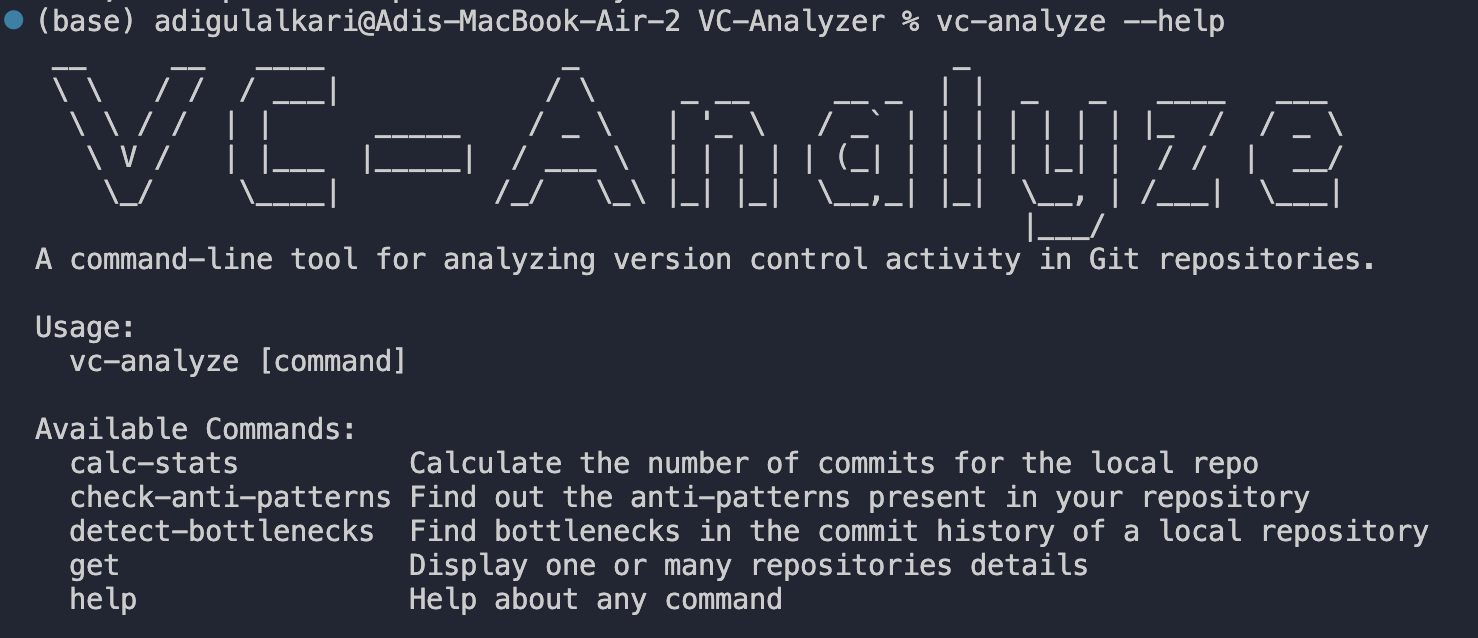 (base) adigulalkari@Adis-MacBook-Air-2 VC-Analyzer % vc-analyze --help
VC-Analyze
A command-line tool for analyzing version control activity in Git repositories.
Usage:
vc-analyze [command]
Available Commands:
calc-stats Calculate the number of commits for the local repo
check-anti-patterns Find out the anti-patterns present in your repository
detect-bottlenecks Find bottlenecks in the commit history of a local repository
get Display one or many repositories details
help Help about any command